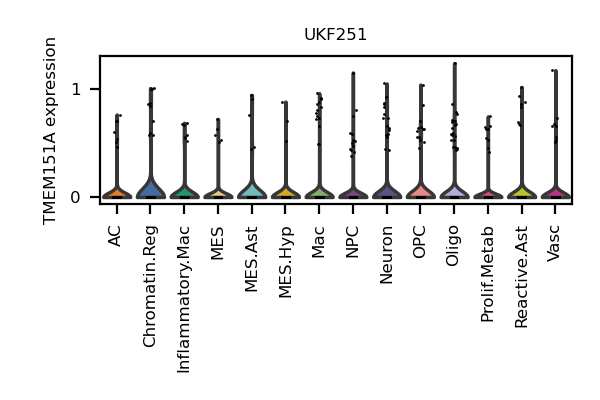 UKF251
TMEM151A expression
1
0
AC
Chromatin.Reg
Inflammatory.Mac
MES
MES.Ast
MES.Hyp
Mac
NPC
Neuron
OPC
Oligo
Prolif.Metab
Reactive.Ast
Vasc